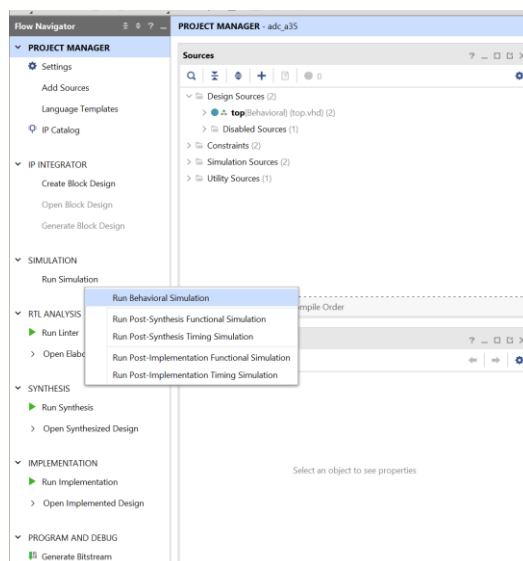 Flow Navigator
PROJECT MANAGER
Settings
Add Sources
Language Templates
IP Catalog
IP INTEGRATOR
Create Block Design
Open Block Design
Generate Block Design
SIMULATION
Run Simulation
RTL ANALYSIS
Run Linter
Open Elabo
SYNTHESIS
Run Synthesis
Open Synthesized Design
IMPLEMENTATION
Run Implementation
Open Implemented Design
PROGRAM AND DEBUG
Generate Bitstream
Run Behavioral Simulation
Run Post-Synthesis Functional Simulation
Run Post-Synthesis Timing Simulation
Run Post-Implementation Functional Simulation
Run Post-Implementation Timing Simulation
PROJECT MANAGER - adc_a35
Sources
0
Design Sources (2)
top(Behavioral) (top.vhd) (2)
Disabled Sources (1)
Constraints (2)
Simulation Sources (2)
Utility Sources (1)
mpile Order
Select an object to see properties